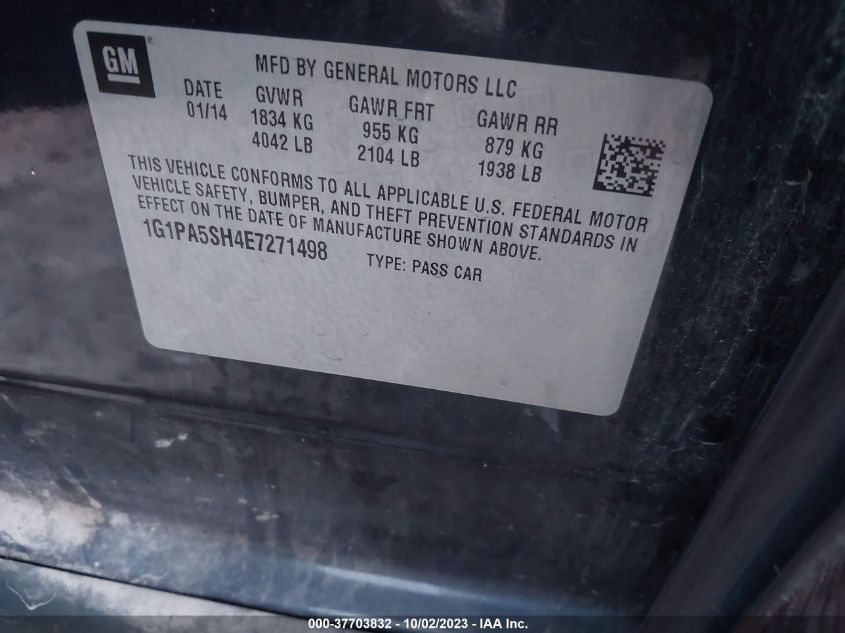 GM
MFD BY GENERAL MOTORS LLC
DATE GVWR GAWR FRT GAWR RR
01/14 1834 KG 955 KG 879 KG
4042 LB 2104 LB 1938 LB
THIS VEHICLE CONFORMS TO ALL APPLICABLE U.S. FEDERAL MOTOR
VEHICLE SAFETY, BUMPER, AND THEFT PREVENTION STANDARDS IN
EFFECT ON THE DATE OF MANUFACTURE SHOWN ABOVE.
1G1PA5SH4E7271498 TYPE: PASS CAR
000-37703832 - 10/02/2023 - IAA Inc.